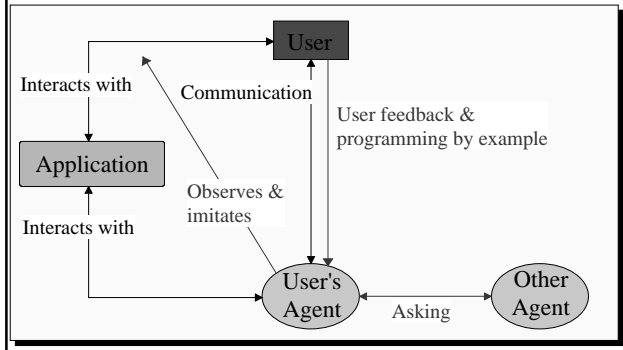 User
Interacts with
Communication
User feedback &
programming by example
Application
Observes &
imitates
Interacts with
User's
Agent
Asking
Other
Agent